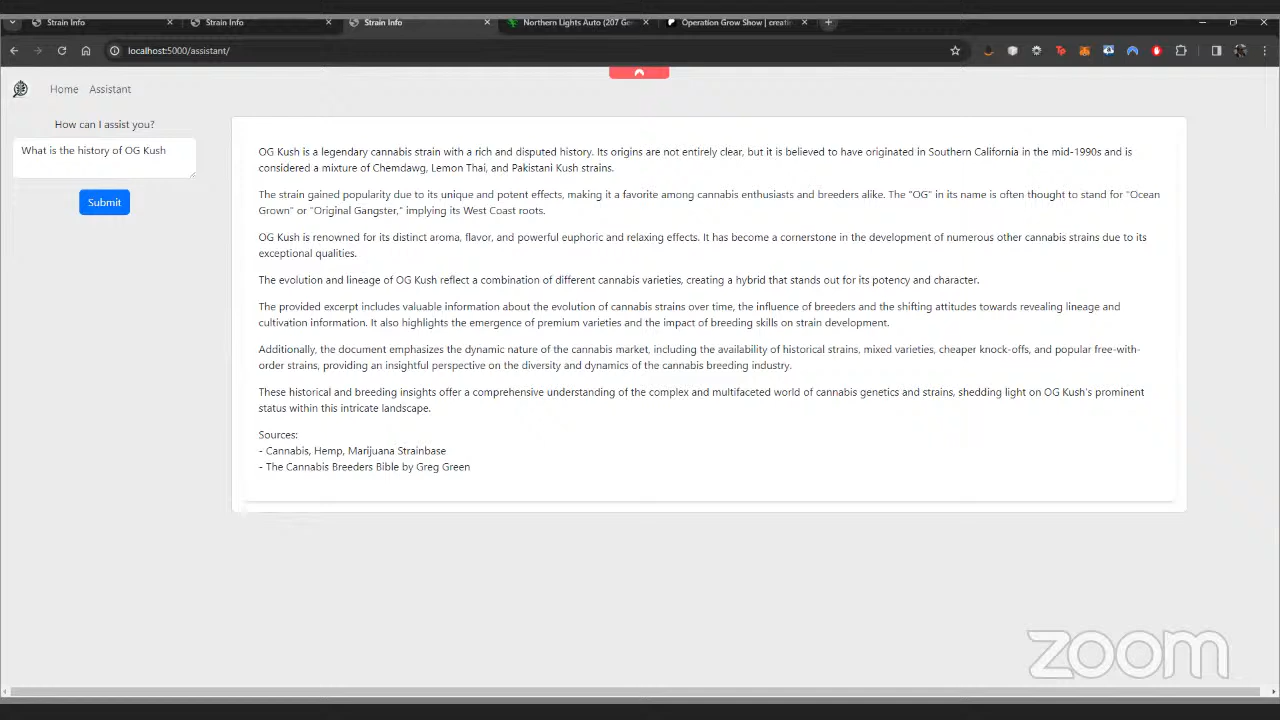 Strain Info
Strain Info
Strain Info
Northern Lights Auto (207 Ge
Operation Grow Show | creati
localhost:5000/assistant/
Home
Assistant
How can I assist you?
What is the history of OG Kush
Submit
OG Kush is a legendary cannabis strain with a rich and disputed history. Its origins are not entirely clear, but it is believed to have originated in Southern California in the mid-1990s and is
considered a mixture of Chemdawg, Lemon Thai, and Pakistani Kush strains.
The strain gained popularity due to its unique and potent effects, making it a favorite among cannabis enthusiasts and breeders alike. The "OG" in its name is often thought to stand for "Ocean
Grown" or "Original Gangster," implying its West Coast roots.
OG Kush is renowned for its distinct aroma, flavor, and powerful euphoric and relaxing effects. It has become a cornerstone in the development of numerous other cannabis strains due to its
exceptional qualities.
The evolution and lineage of OG Kush reflect a combination of different cannabis varieties, creating a hybrid that stands out for its potency and character.
The provided excerpt includes valuable information about the evolution of cannabis strains over time, the influence of breeders and the shifting attitudes towards revealing lineage and
cultivation information. It also highlights the emergence of premium varieties and the impact of breeding skills on strain development.
Additionally, the document emphasizes the dynamic nature of the cannabis market, including the availability of historical strains, mixed varieties, cheaper knock-offs, and popular free-with-
order strains, providing an insightful perspective on the diversity and dynamics of the cannabis breeding industry.
These historical and breeding insights offer a comprehensive understanding of the complex and multifaceted world of cannabis genetics and strains, shedding light on OG Kush's prominent
status within this intricate landscape.
Sources:
- Cannabis, Hemp, Marijuana Strainbase
- The Cannabis Breeders Bible by Greg Green
zoom